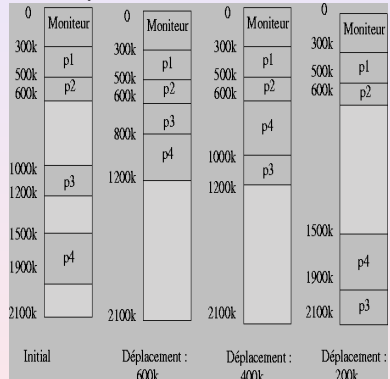 0
Moniteur
300k
p1
500k
p2
600k
1000k
p3
1200k
1500k
p4
1900k
2100k
Initial
0
Moniteur
300k
p1
500k
p2
600k
p3
800k
p4
1200k
2100k
Déplacement :
600k
0
Moniteur
300k
p1
500k
p2
600k
p4
1000k
p3
1200k
2100k
Déplacement :
400k
0
Moniteur
300k
p1
500k
p2
600k
1500k
p4
1900k
p3
2100k
Déplacement :
200k